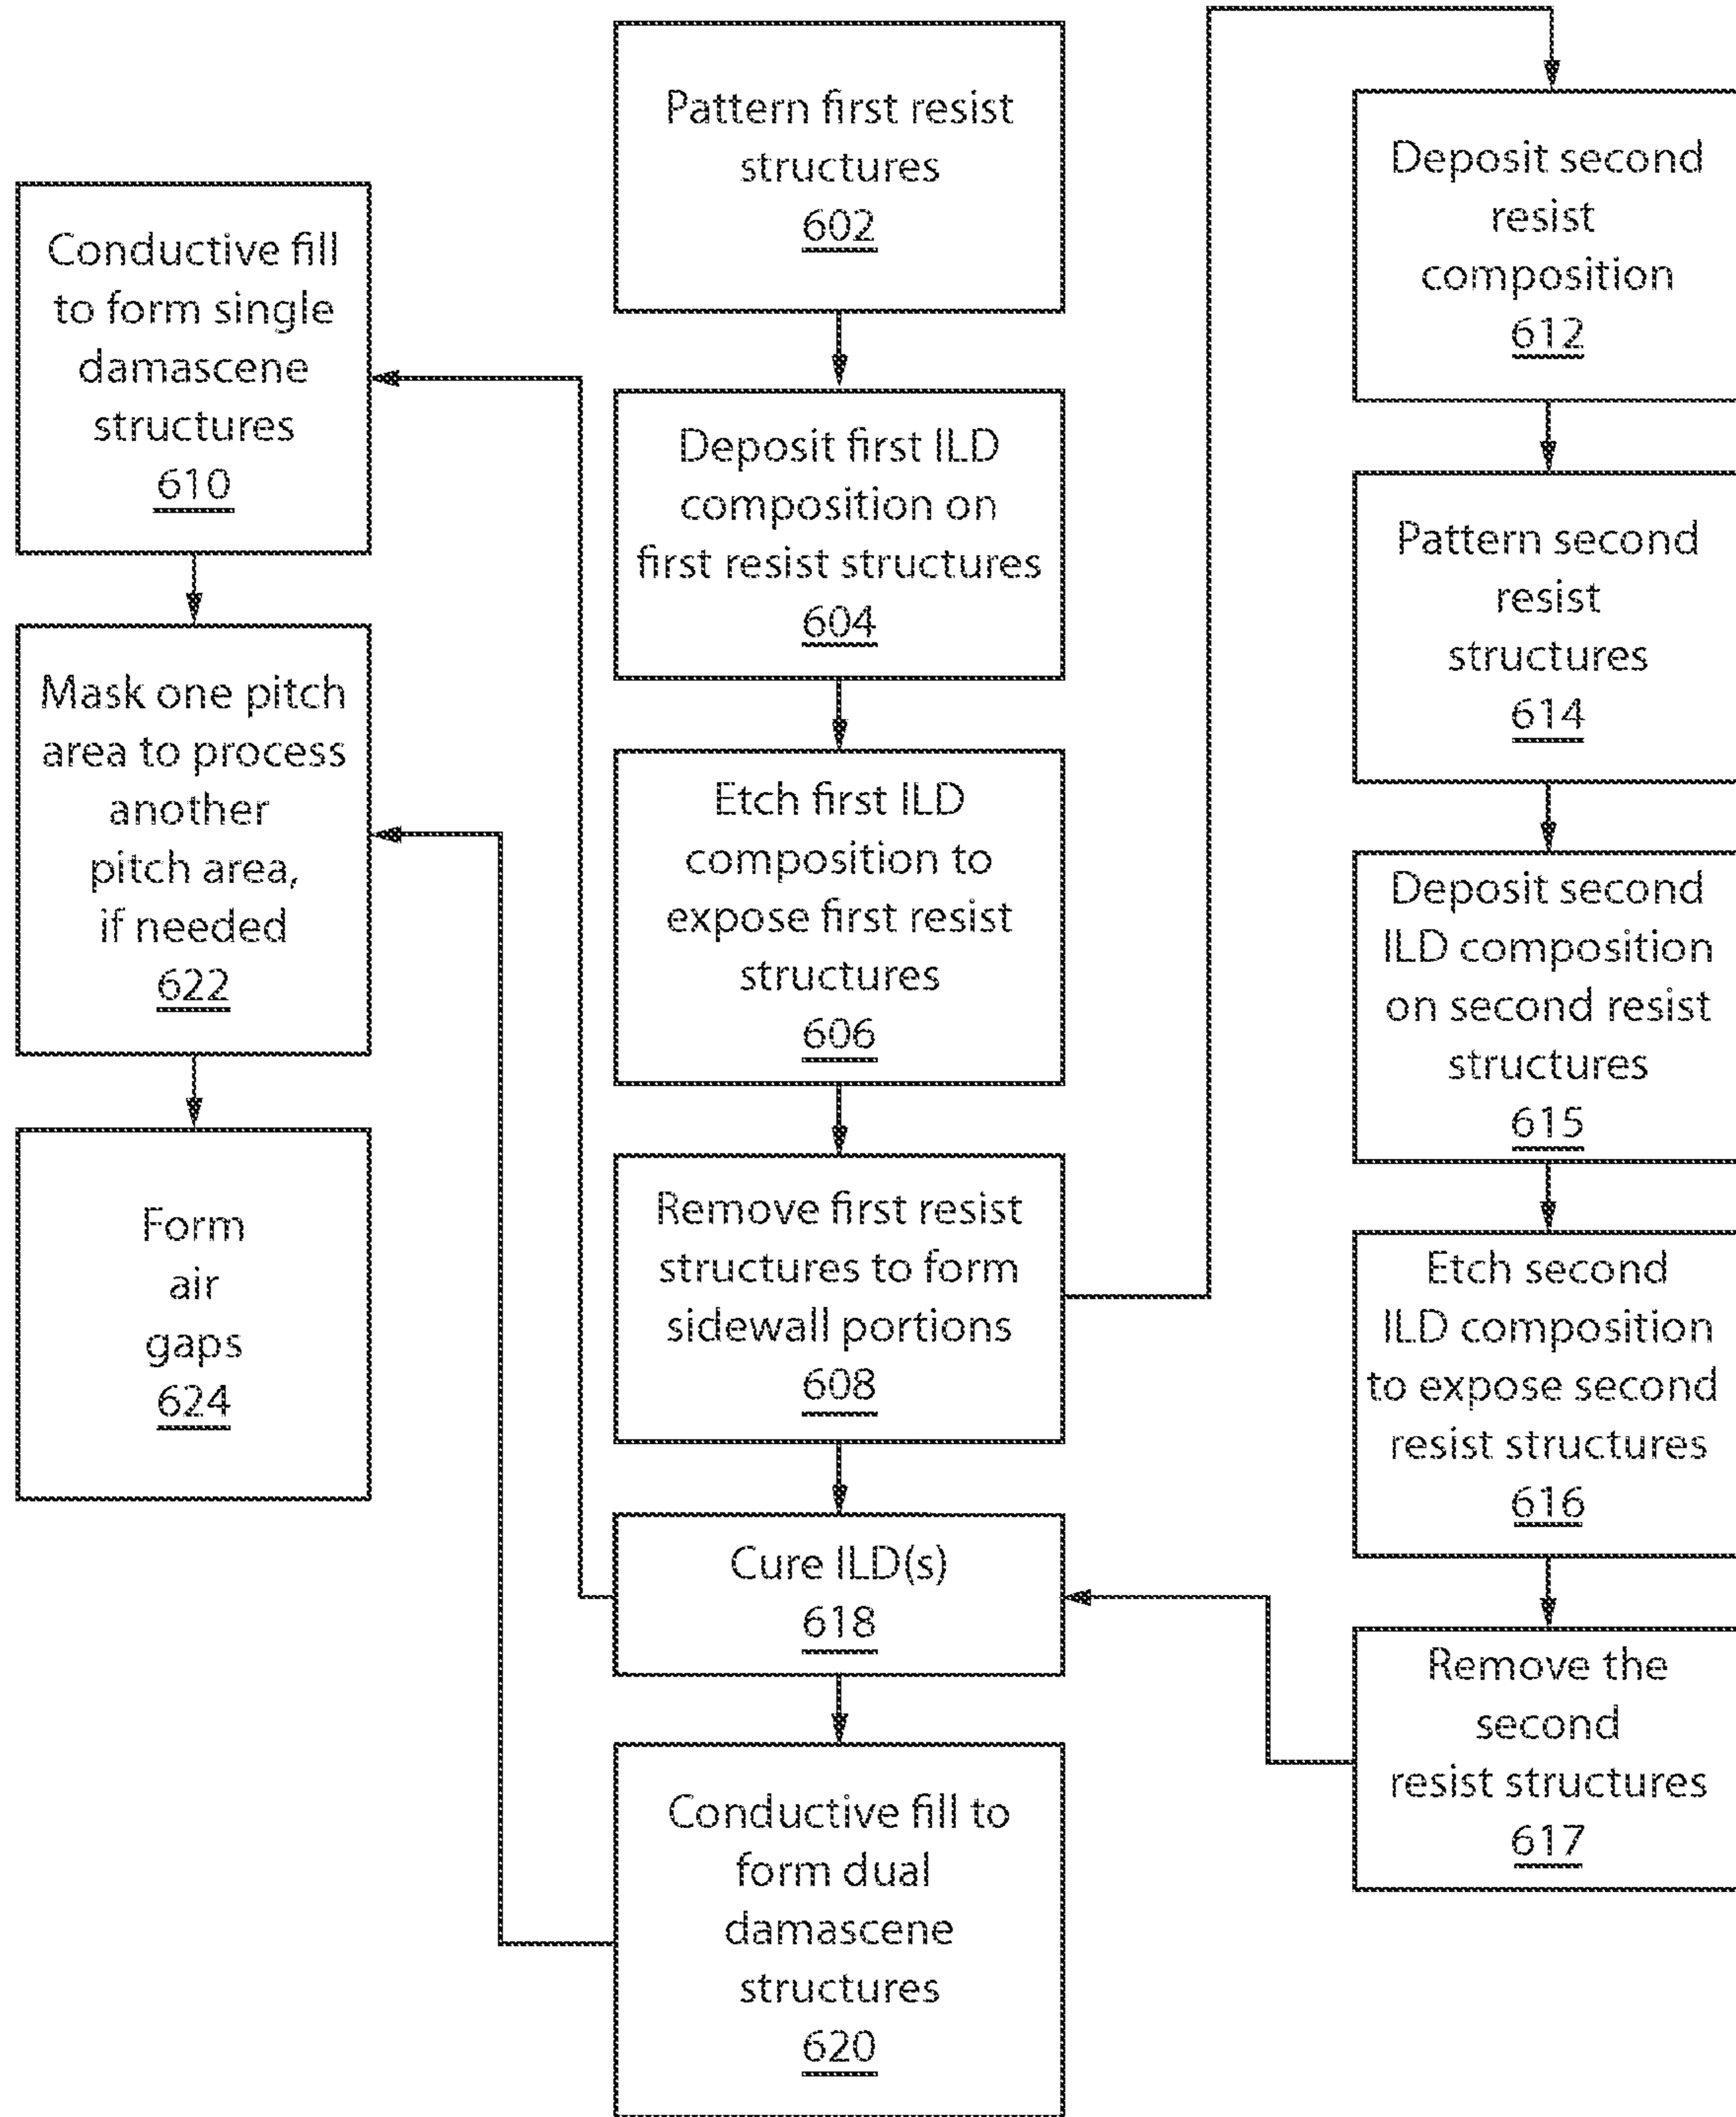 Pattern first resist
structures
602
Deposit first ILD
composition on
first resist structures
604
Etch first ILD
composition to
expose first resist
structures
606
Remove first resist
structures to form
sidewall portions
608
Cure ILD(s)
618
Conductive fill to
form dual
damascene
structures
620
Conductive fill
to form single
damascene
structures
610
Mask one pitch
area to process
another
pitch area,
if needed
622
Form
air
gaps
624
Deposit second
resist
composition
612
Pattern second
resist
structures
614
Deposit second
ILD composition
on second resist
structures
615
Etch second
ILD composition
to expose second
resist structures
616
Remove the
second
resist structures
617